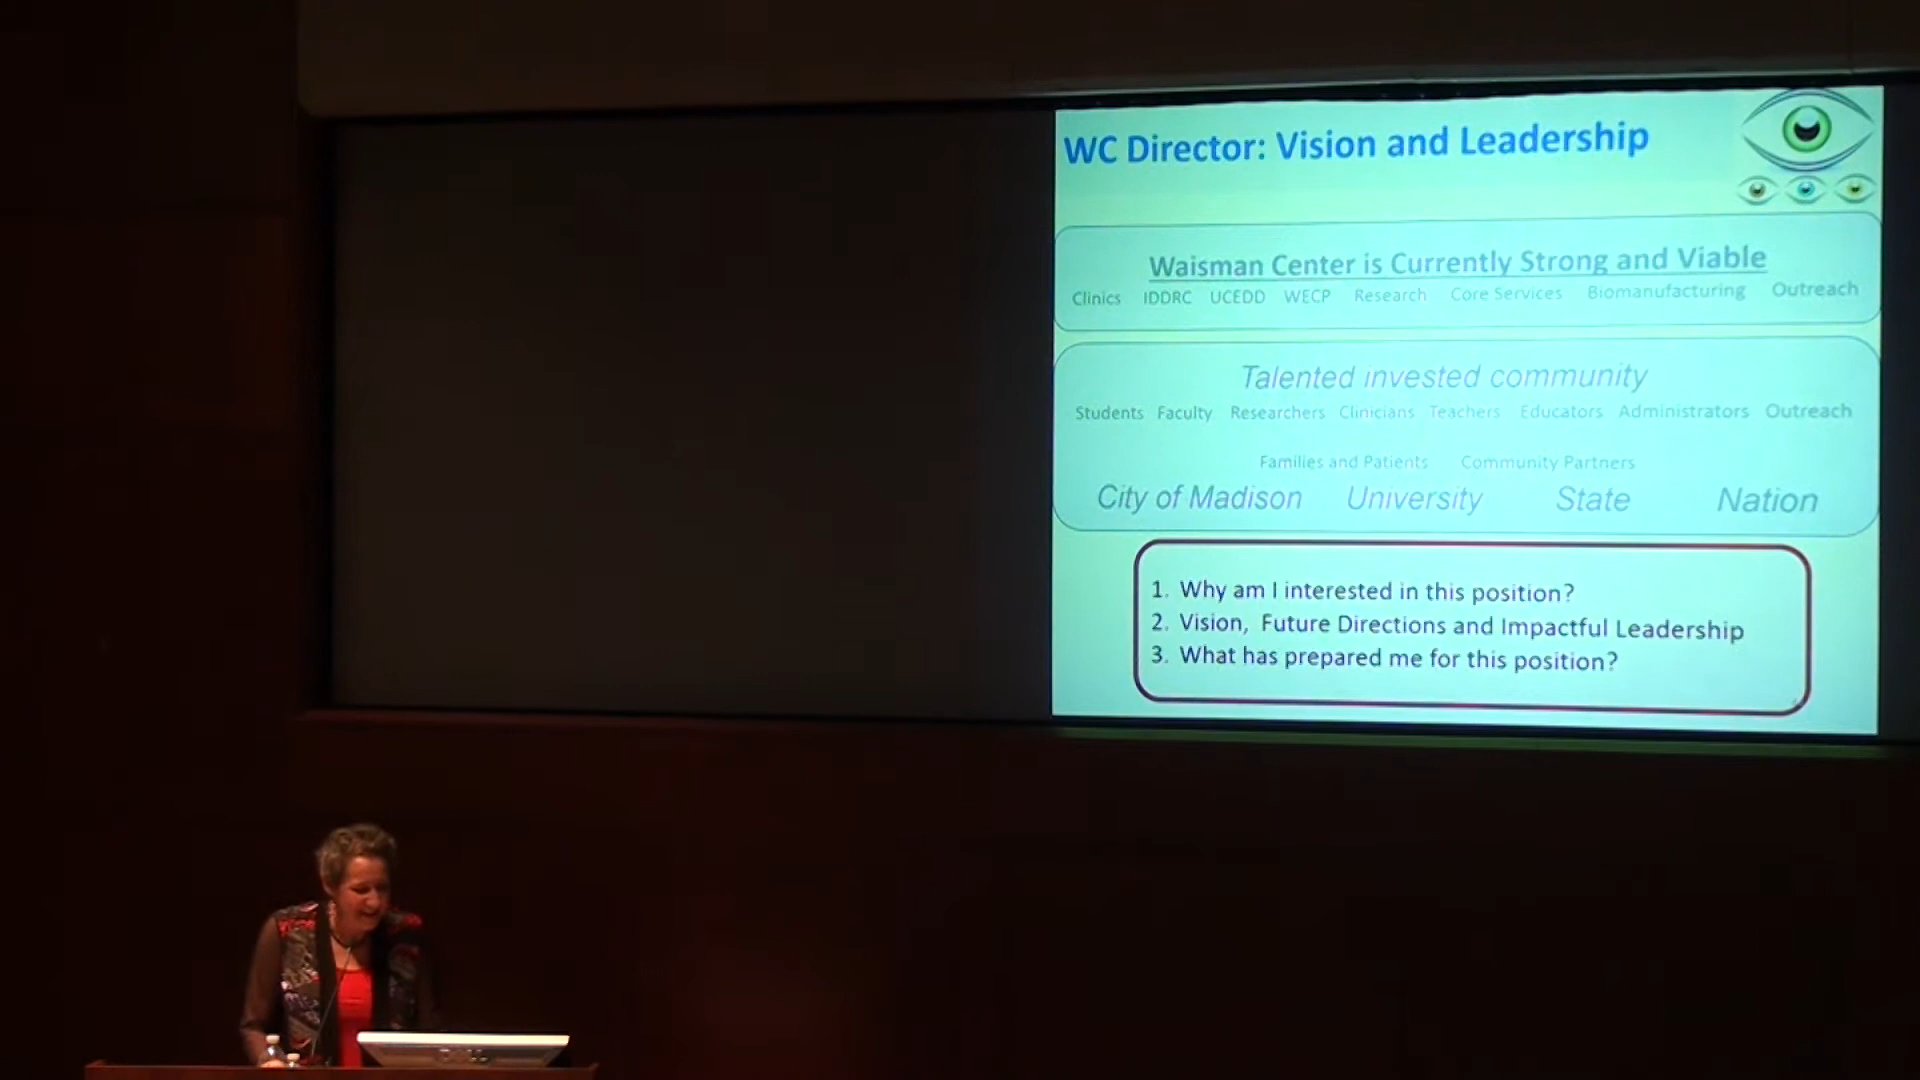 WC Director: Vision and Leadership
Waisman Center is Currently Strong and Viable
Clinics IDDRC UCEDD WECP Research Core Services Biomanufacturing Outreach
Talented invested community
Students Faculty Researchers Clinicians Teachers Educators Administrators Outreach
Families and Patients Community Partners
City of Madison University State Nation
1. Why am I interested in this position?
2. Vision, Future Directions and Impactful Leadership
3. What has prepared me for this position?
DELL